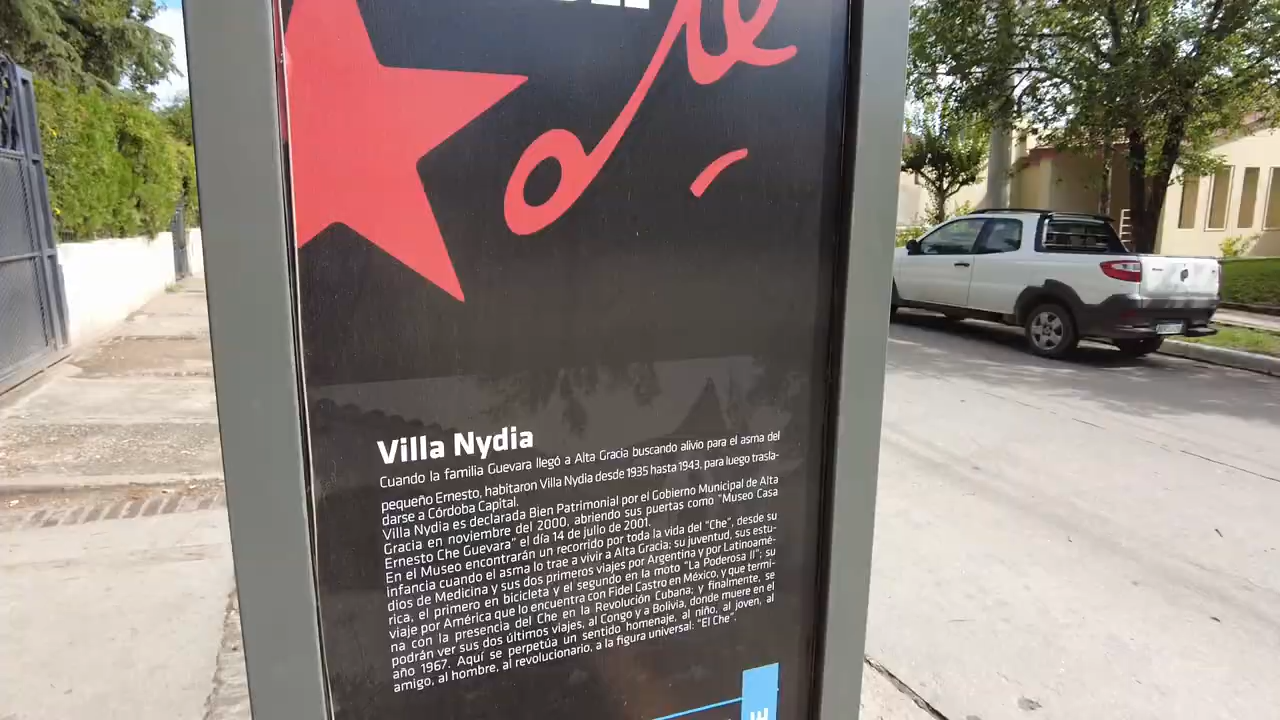 Che
Villa Nydia
Cuando la familia Guevara llegó a Alta Gracia buscando alivio para el asma del
pequeño Ernesto, habitaron Villa Nydia desde 1935 hasta 1943, para luego trasla-
darse a Córdoba Capital.
Villa Nydia es declarada Bien Patrimonial por el Gobierno Municipal de Alta
Gracia en noviembre del 2000, abriendo sus puertas como "Museo Casa
Ernesto Che Guevara" el día 14 de julio de 2001.
En el Museo encontrarán un recorrido por toda la vida del "Che", desde su
infancia cuando el asma lo trae a vivir a Alta Gracia; su juventud, sus estu-
dios de Medicina y sus dos primeros viajes por Argentina y por Latinoamé-
rica, el primero en bicicleta y el segundo en la moto "La Poderosa II"; su
viaje por América que lo encuentra con Fidel Castro en México, y que termi-
na con la presencia del Che en la Revolución Cubana; y finalmente, se
podrán ver sus dos últimos viajes, al Congo y a Bolivia, donde muere en el
año 1967. Aquí se perpetúa un sentido homenaje, al niño, al joven, al
amigo, al hombre, al revolucionario, a la figura universal: "El Che".